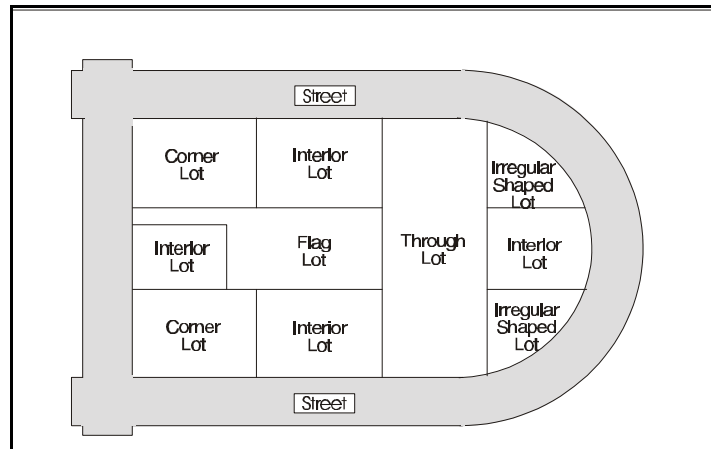 Street
Corner
Lot
Interior
Lot
Irregular
Shaped
Lot
Interior
Lot
Flag
Lot
Through
Lot
Interior
Lot
Corner
Lot
Interior
Lot
Irregular
Shaped
Lot
Street